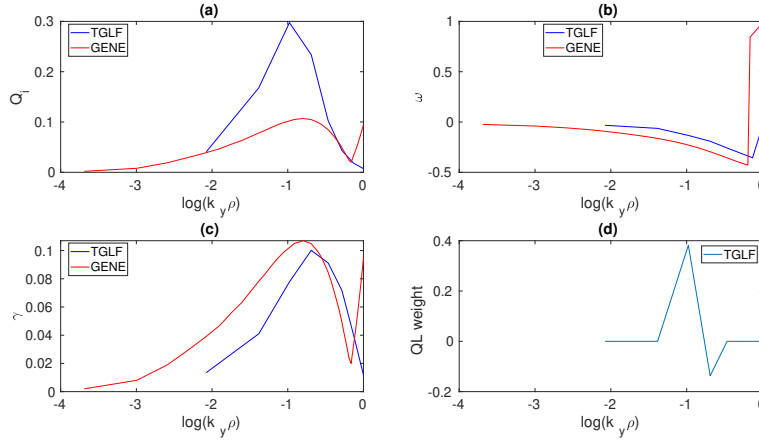 (a)
0.3
0.2
0.1
0
Q_i
TGLF
GENE
-4 -3 -2 -1 0
log(k_y ρ)
(b)
1
0.5
0
-0.5
ω
TGLF
GENE
-4 -3 -2 -1 0
log(k_y ρ)
(c)
0.1
0.08
0.06
0.04
0.02
0
γ
TGLF
GENE
-4 -3 -2 -1 0
log(k_y ρ)
(d)
0.4
0.2
0
-0.2
QL weight
TGLF
-4 -3 -2 -1 0
log(k_y ρ)